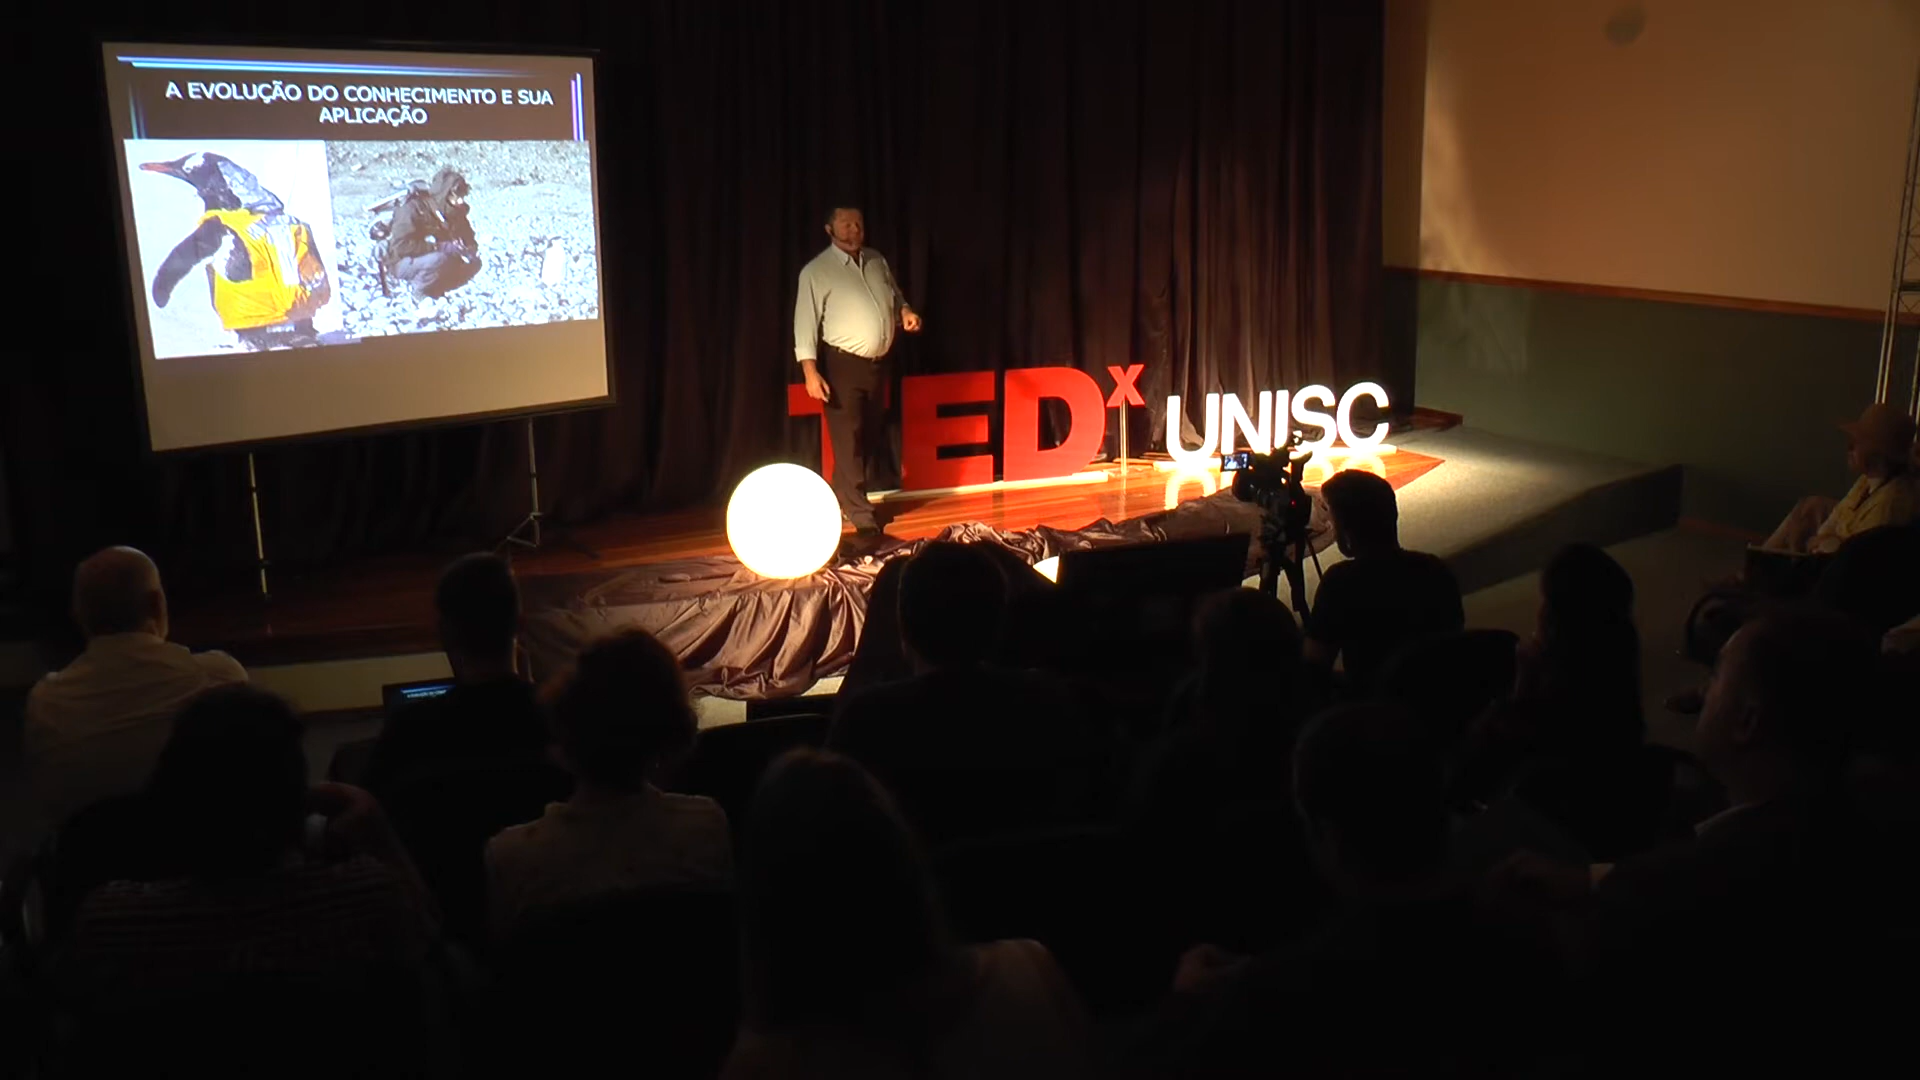 A EVOLUÇÃO DO CONHECIMENTO E SUA
APLICAÇÃO
TEDx
UNISC